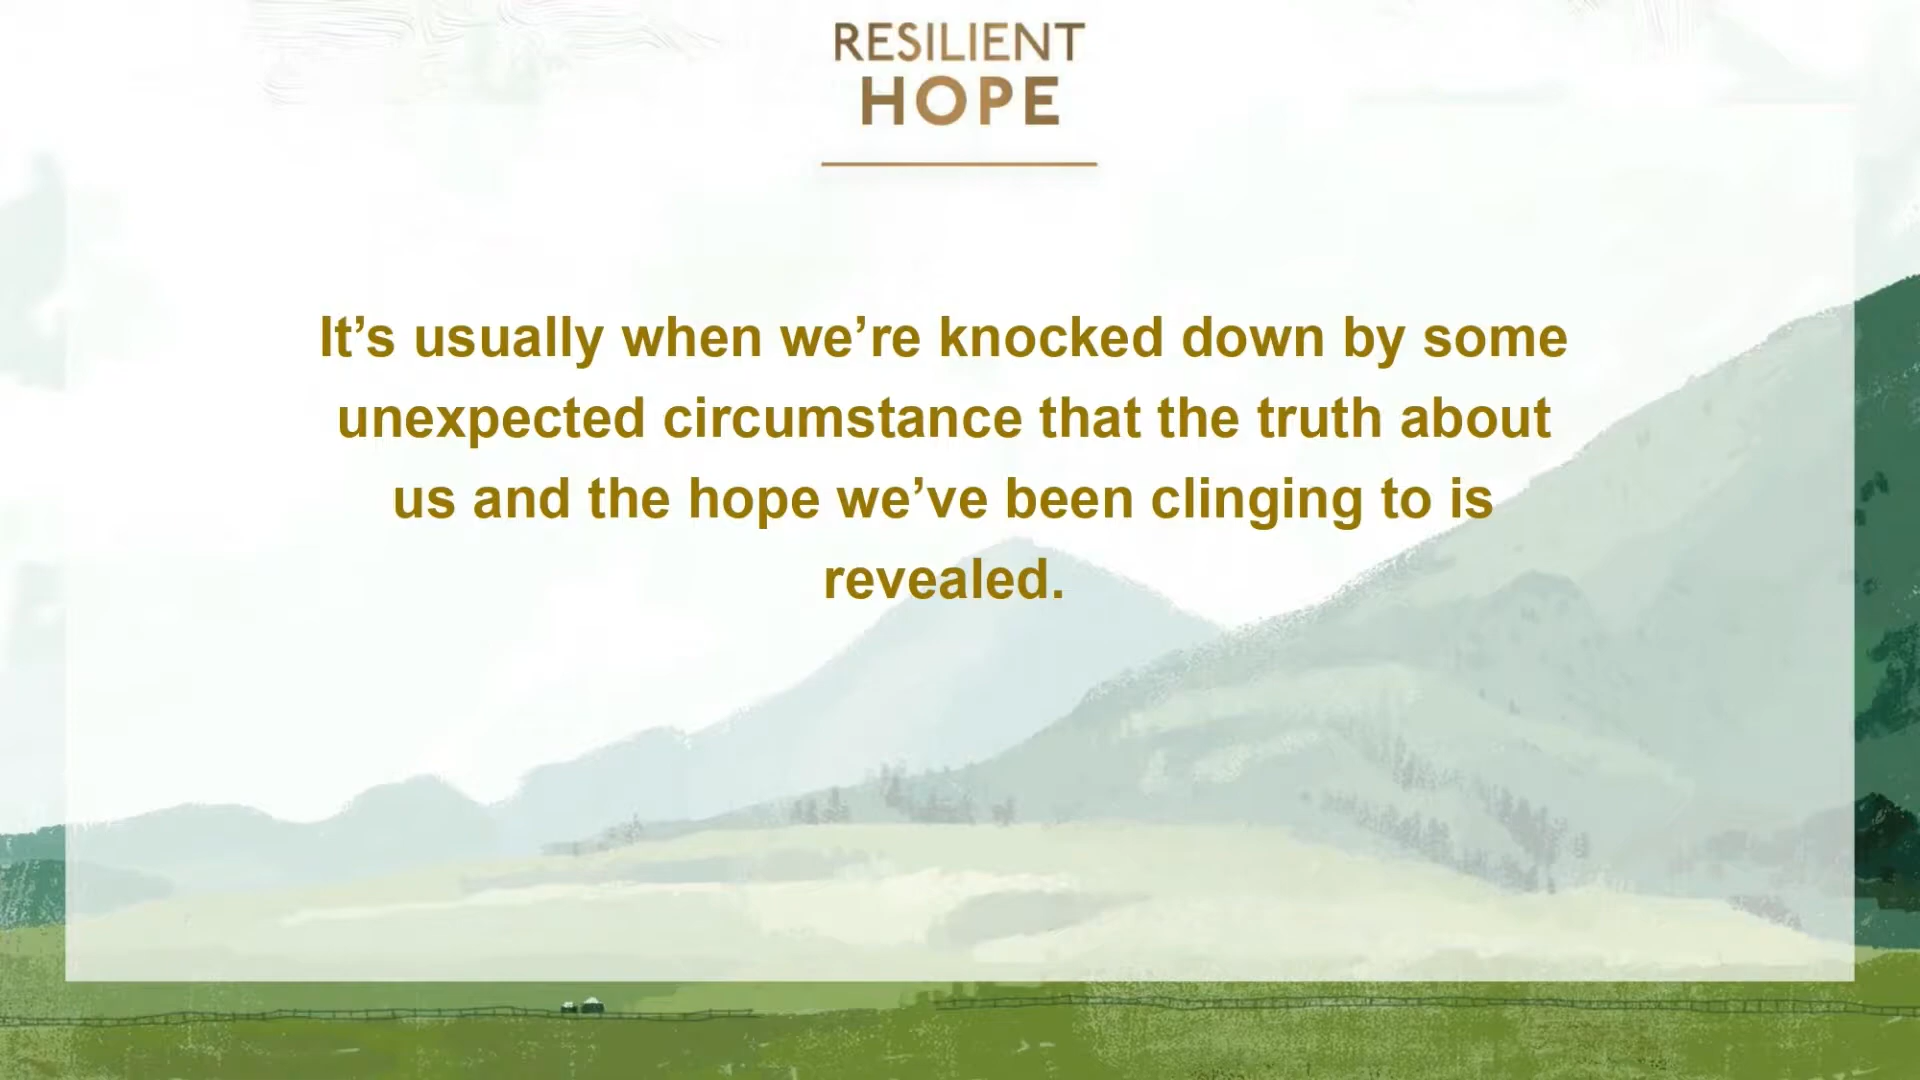 RESILIENT
HOPE
It’s usually when we’re knocked down by some
unexpected circumstance that the truth about
us and the hope we’ve been clinging to is
revealed.